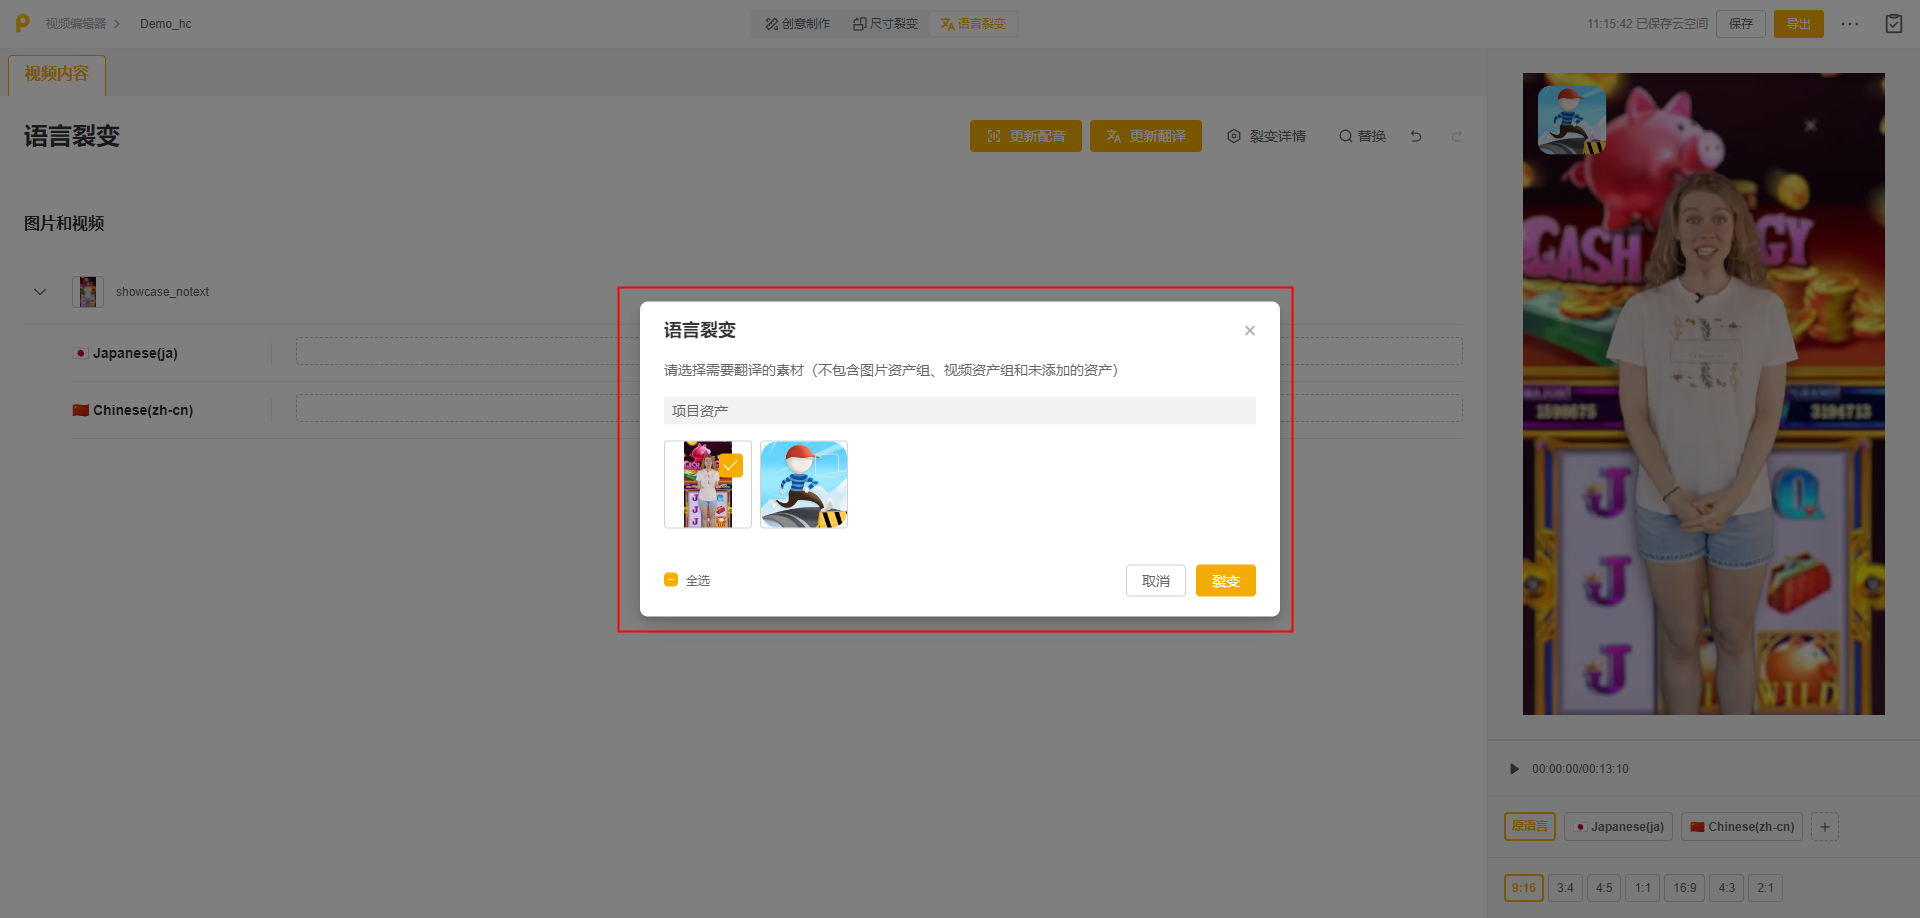 视频编辑器 > Demo_hc
创意制作 尺寸裂变 语言裂变
11:15:42 已保存云空间 保存 导出 ···
视频内容
语言裂变
更新配音 更新翻译 裂变详情 替换
图片和视频
showcase_notext
Japanese(ja)
Chinese(zh-cn)
语言裂变
请选择需要翻译的素材（不包含图片资产组、视频资产组和未添加的资产）
项目资产
全选
取消 裂变
CASH
GY
1598675
3194713
J
J
J
WILD
00:00:00/00:13:10
原语言 Japanese(ja) Chinese(zh-cn) +
9:16 3:4 4:5 1:1 16:9 4:3 2:1